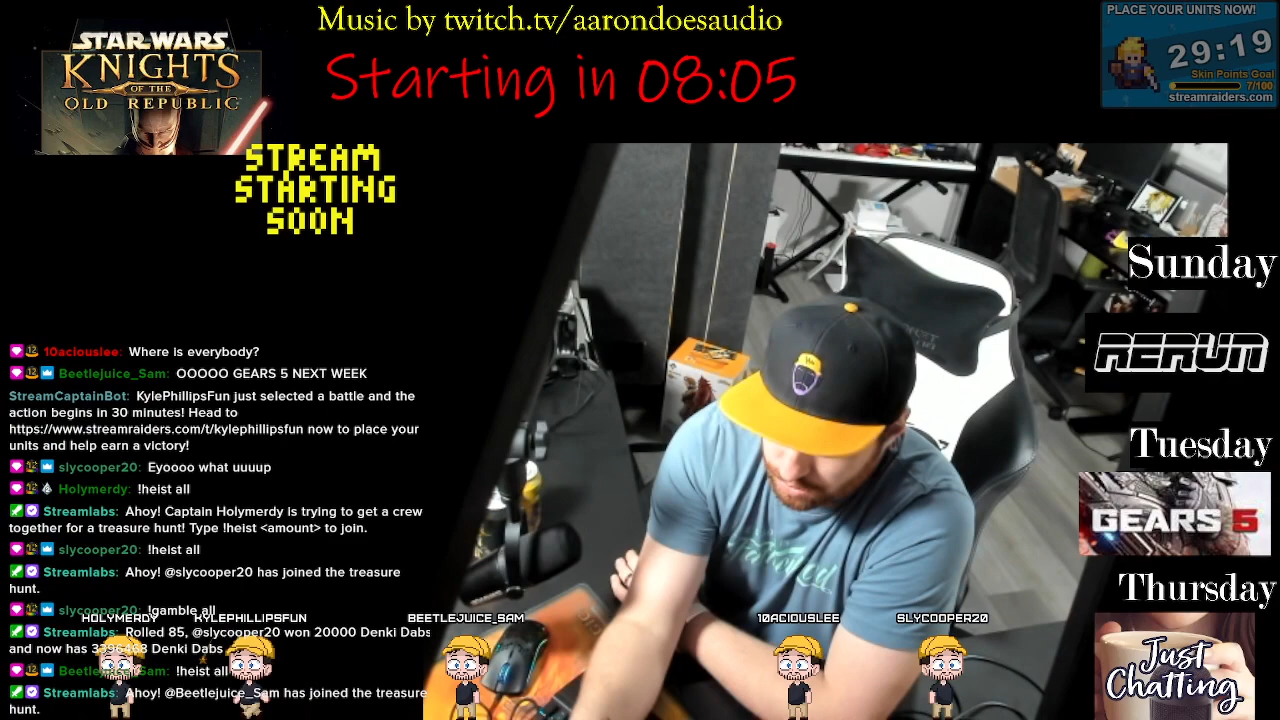 Music by twitch.tv/aarondoesaudio
Starting in 08:05
STAR WARS
KNIGHTS
OF THE
OLD REPUBLIC
STREAM
STARTING
SOON
PLACE YOUR UNITS NOW!
29:19
Skin Points Goal
7/100
streamraiders.com
Sunday
RERUN
Tuesday
GEARS 5
Thursday
Just
Chatting
10aciouslee: Where is everybody?
Beetlejuice_Sam: OOOOO GEARS 5 NEXT WEEK
StreamCaptainBot: KylePhillipsFun just selected a battle and the
action begins in 30 minutes! Head to
https://www.streamraiders.com/t/kylephillipsfun now to place your
units and help earn a victory!
slycooper20: Eyoooo what uuuup
Holymerdy: !heist all
Streamlabs: Ahoy! Captain Holymerdy is trying to get a crew
together for a treasure hunt! Type !heist <amount> to join.
slycooper20: !heist all
Streamlabs: Ahoy! @slycooper20 has joined the treasure
hunt.
slycooper20: !gamble all
Streamlabs: Rolled 85, @slycooper20 won 20000 Denki Dabs
and now has 3396468 Denki Dabs
Beetlejuice_Sam: !heist all
Streamlabs: Ahoy! @Beetlejuice_Sam has joined the treasure
hunt.
HOLYMERDY
KYLEPHILLIPSFUN
BEETLEJUICE_SAM
10ACIOUSLEE
SLYCOOPER20